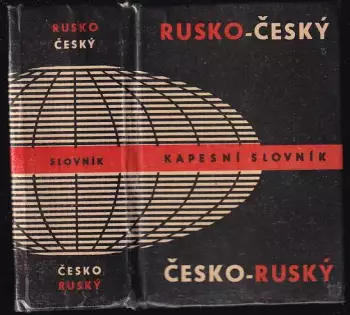 RUSKO
ČESKÝ
SLOVNÍK
ČESKO
RUSKÝ
RUSKO-ČESKÝ
KAPESNÍ SLOVNÍK
ČESKO-RUSKÝ